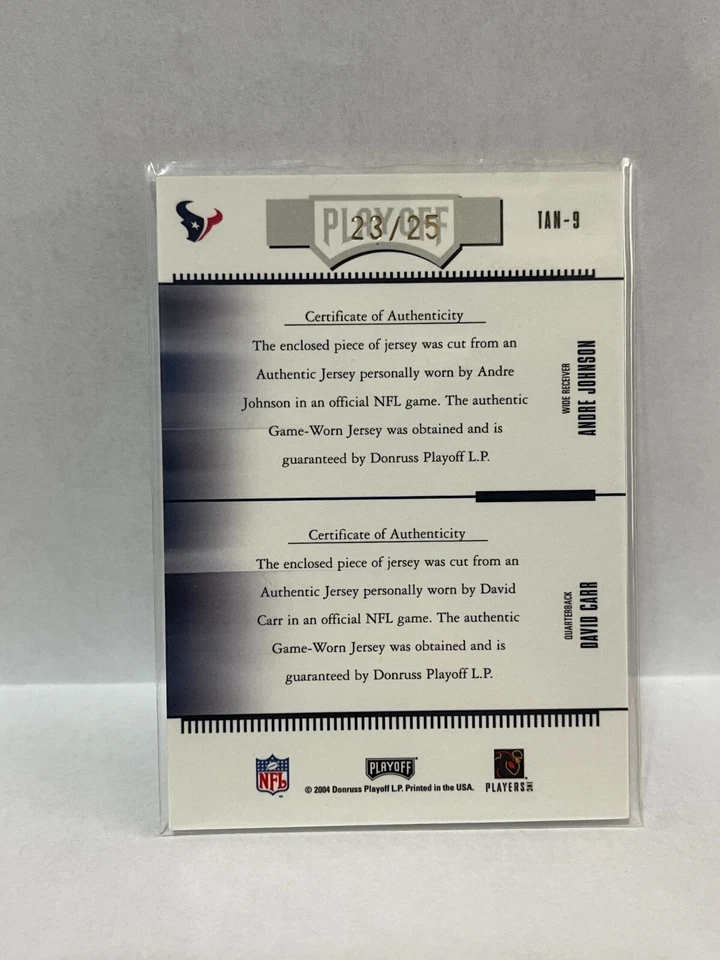 PLAYOFF
23/25
TAN-9
Certificate of Authenticity
The enclosed piece of jersey was cut from an
Authentic Jersey personally worn by Andre
Johnson in an official NFL game. The authentic
Game-Worn Jersey was obtained and is
guaranteed by Donruss Playoff L.P.
WIDE RECEIVER
ANDRE JOHNSON
Certificate of Authenticity
The enclosed piece of jersey was cut from an
Authentic Jersey personally worn by David
Carr in an official NFL game. The authentic
Game-Worn Jersey was obtained and is
guaranteed by Donruss Playoff L.P.
QUARTERBACK
DAVID CARR
NFL
PLAYOFF
© 2004 Donruss Playoff L.P. Printed in the USA.
PLAYERS INC